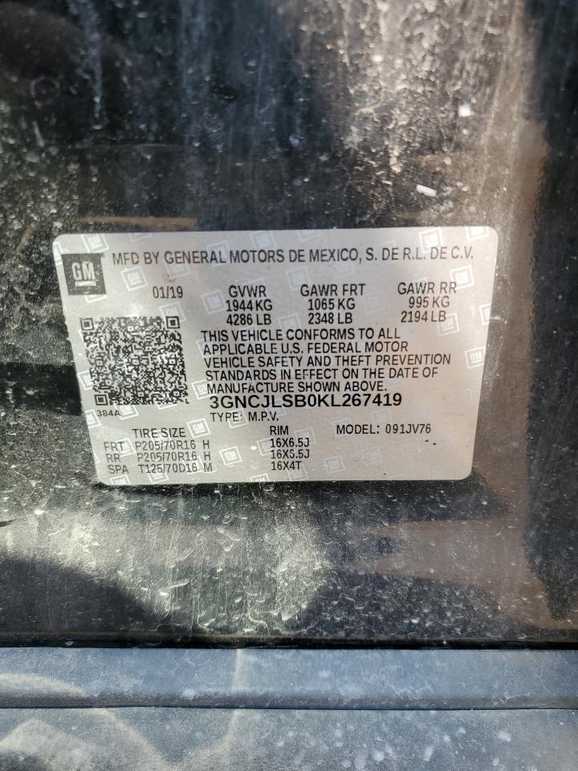 GM
MFD BY GENERAL MOTORS DE MEXICO, S. DE R.L. DE C.V.
01/19 GVWR GAWR FRT GAWR RR
1944 KG 1065 KG 995 KG
4286 LB 2348 LB 2194 LB
THIS VEHICLE CONFORMS TO ALL
APPLICABLE U.S. FEDERAL MOTOR
VEHICLE SAFETY AND THEFT PREVENTION
STANDARDS IN EFFECT ON THE DATE OF
MANUFACTURE SHOWN ABOVE.
384A 3GNCJLSB0KL267419
TYPE: M.P.V. MODEL: 091JV76
TIRE SIZE RIM
FRT P205/70R16 H 16X6.5J
RR P205/70R16 H 16X6.5J
SPA T125/70D16 M 16X4T